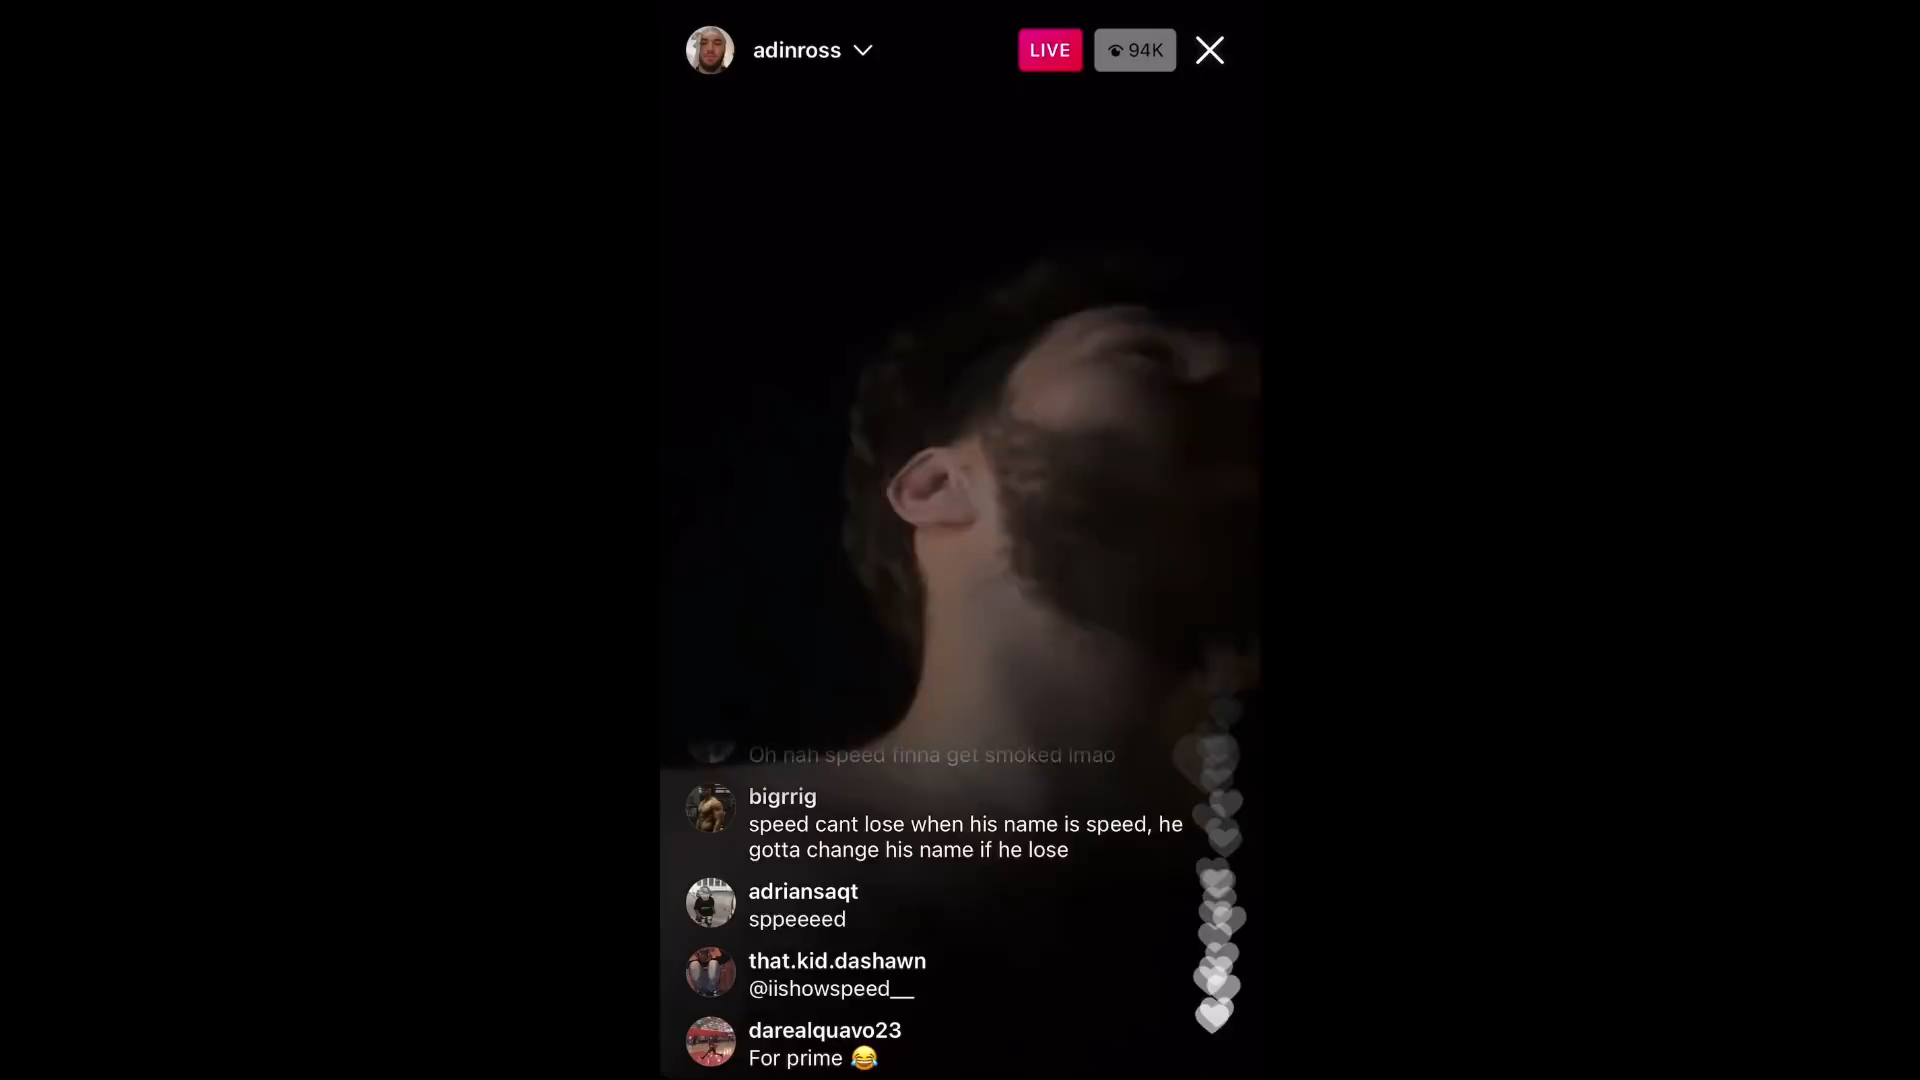 adinross
LIVE
94K
Oh nah speed finna get smoked lmao
bigrrig
speed cant lose when his name is speed, he
gotta change his name if he lose
adriansaqt
sppeeeed
that.kid.dashawn
@iishowspeed__
darealquavo23
For prime 😂